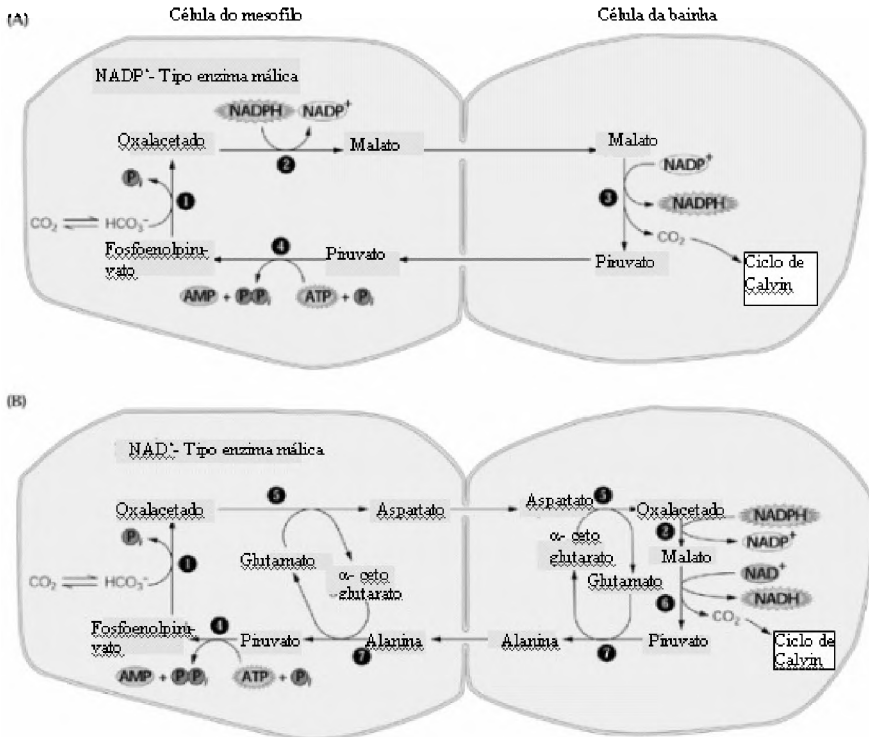 Célula do mesofilo
Célula da bainha
(A)
NADP⁺- Tipo enzima málica
NADPH
NADP⁺
Oxalacetado
2
Malato
Malato
NADP⁺
Pi
1
3
NADPH
CO₂
HCO₃⁻
CO₂
Fosfoenolpiru-
vato
4
Piruvato
Piruvato
Ciclo de
Calvin
AMP + PPi
ATP + Pi
(B)
NAD⁺- Tipo enzima málica
5
Oxalacetado
Aspartato
Aspartato
5
Oxalacetado
NADPH
2
NADP⁺
Pi
1
Glutamato
α- ceto
glutarato
α- ceto
glutarato
Malato
Glutamato
NAD⁺
NADH
6
CO₂
CO₂
HCO₃⁻
Fosfoenolpiru-
vato
4
Piruvato
Alanina
7
Alanina
7
Piruvato
Ciclo de
Calvin
AMP + PPi
ATP + Pi